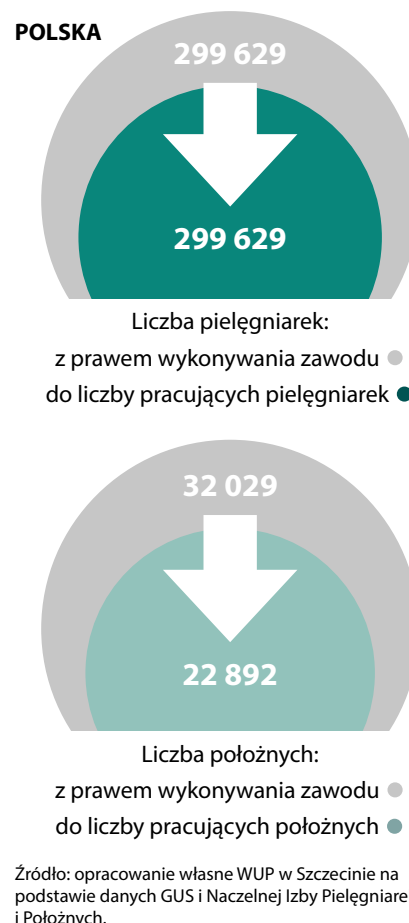 POLSKA
299 629
299 629
Liczba pielęgniarek:
z prawem wykonywania zawodu
do liczby pracujących pielęgniarek
32 029
22 892
Liczba położnych:
z prawem wykonywania zawodu
do liczby pracujących położnych
Źródło: opracowanie własne WUP w Szczecinie na
podstawie danych GUS i Naczelnej Izby Pielęgniare
i Położnych.